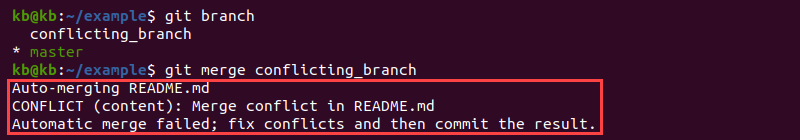 kb@kb:~/example$ git branch
  conflicting_branch
* master
kb@kb:~/example$ git merge conflicting_branch
Auto-merging README.md
CONFLICT (content): Merge conflict in README.md
Automatic merge failed; fix conflicts and then commit the result.